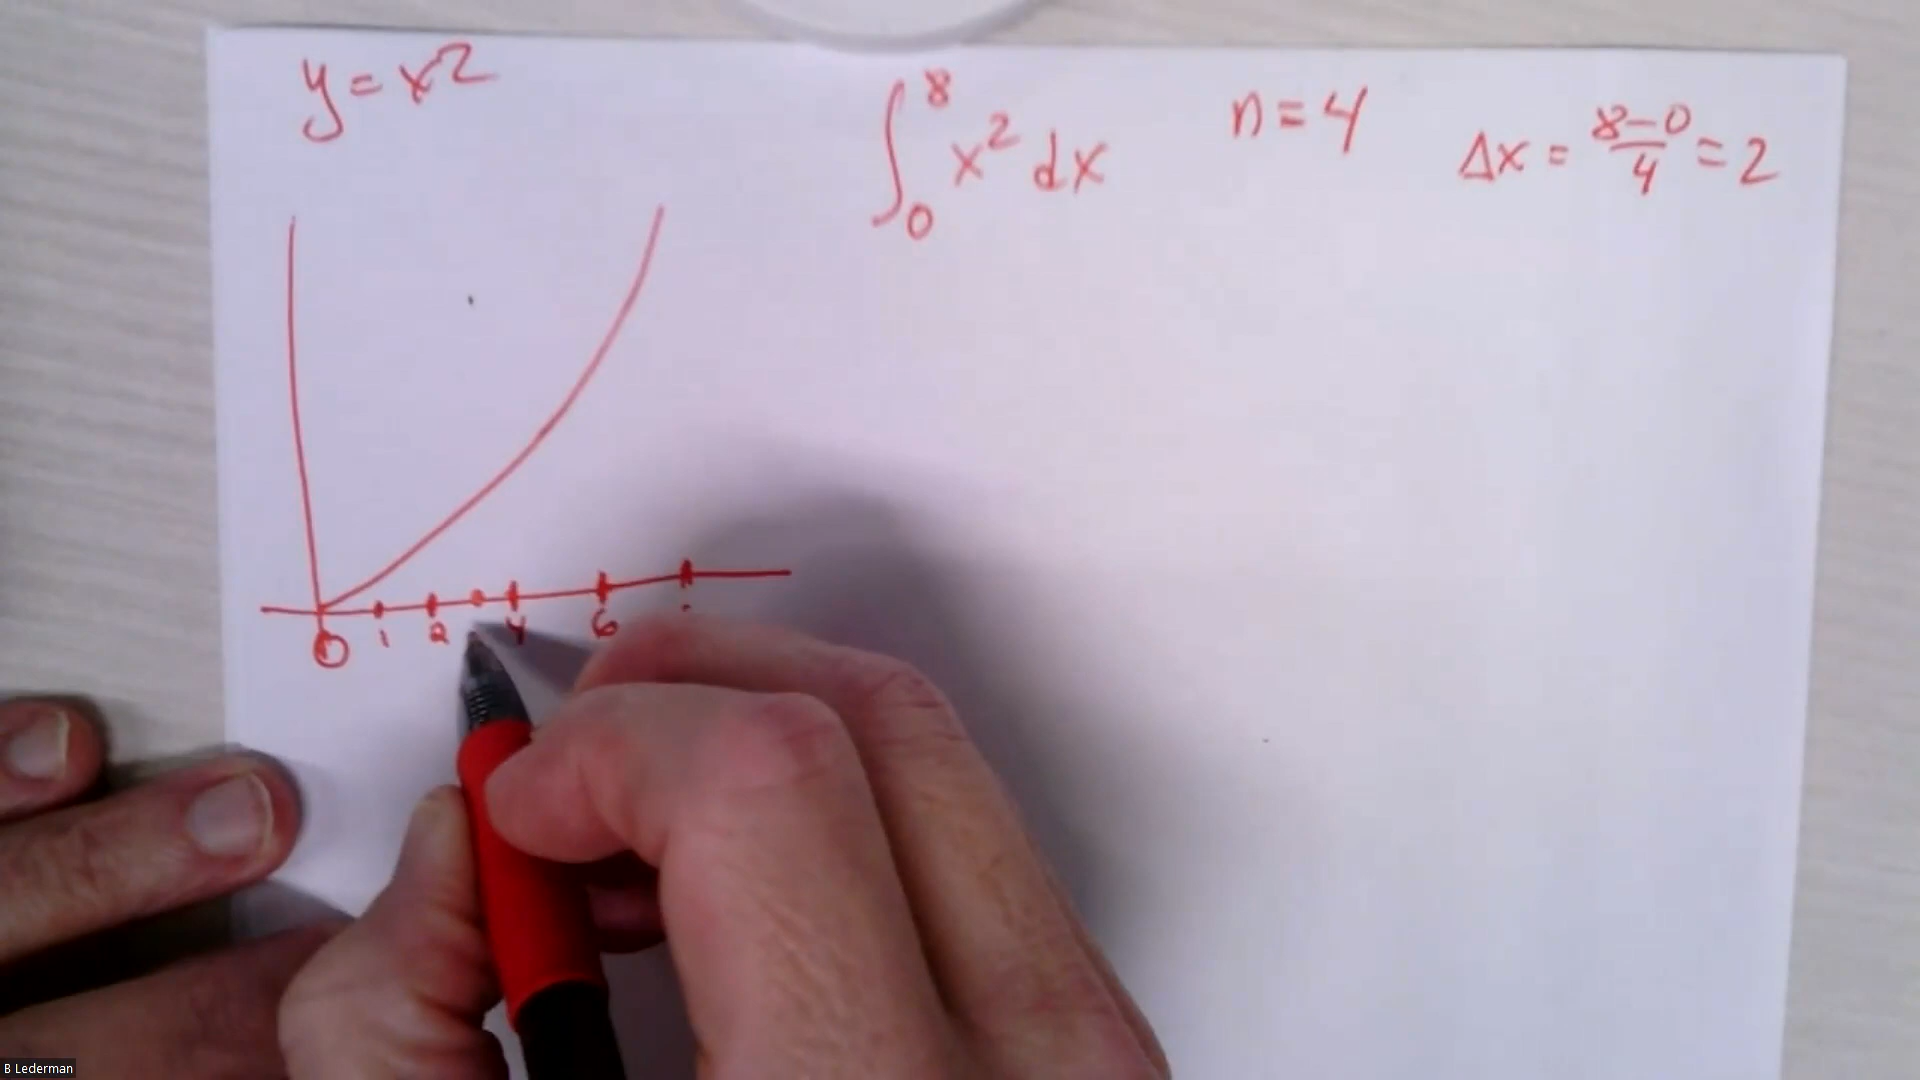 y = x²
∫₀⁸ x² dx
n = 4
Δx = (8-0)/4 = 2
0 1 2 4 6
B Lederman